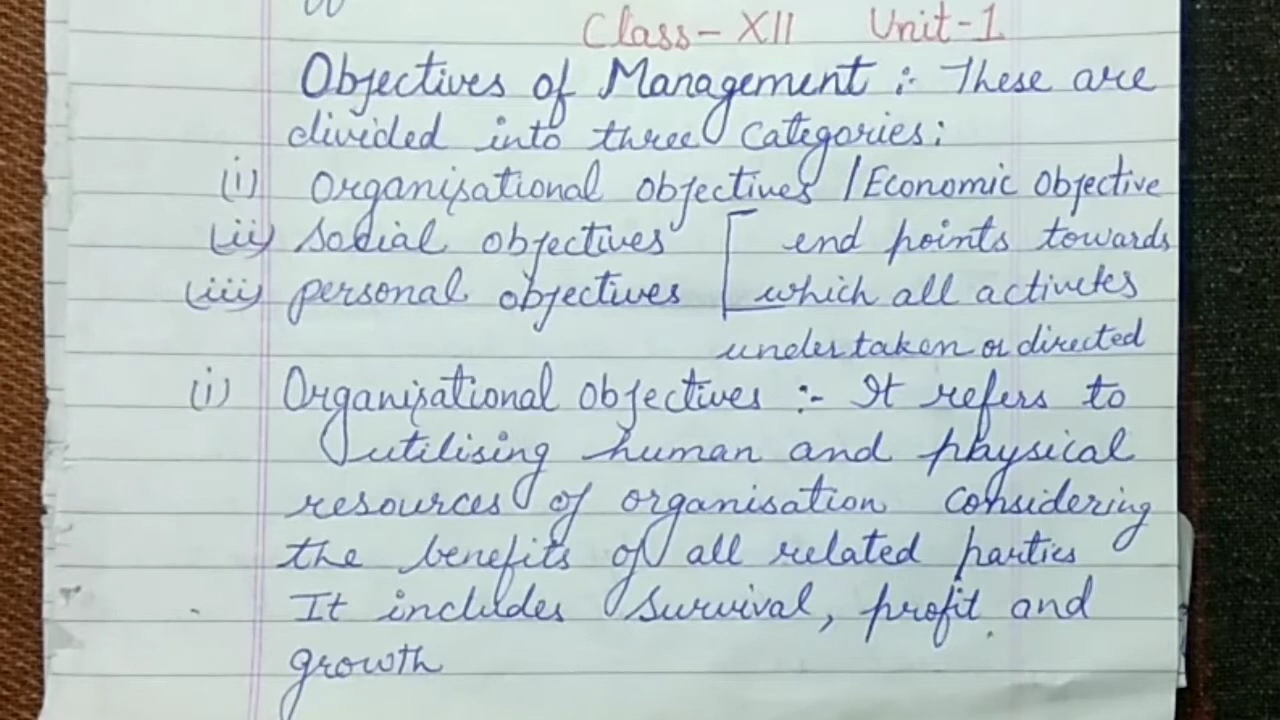 Class-XII Unit-1
Objectives of Management :- These are
divided into three categories:
(i) Organisational objectives / Economic Objective
(ii) Social objectives [ end points towards
(iii) personal objectives [ which all activetes
undertaken or directed
(i) Organisational objectives :- It refers to
utilising human and physical
resources of organisation considering
the benefits of all related parties
It includes survival, profit and
growth